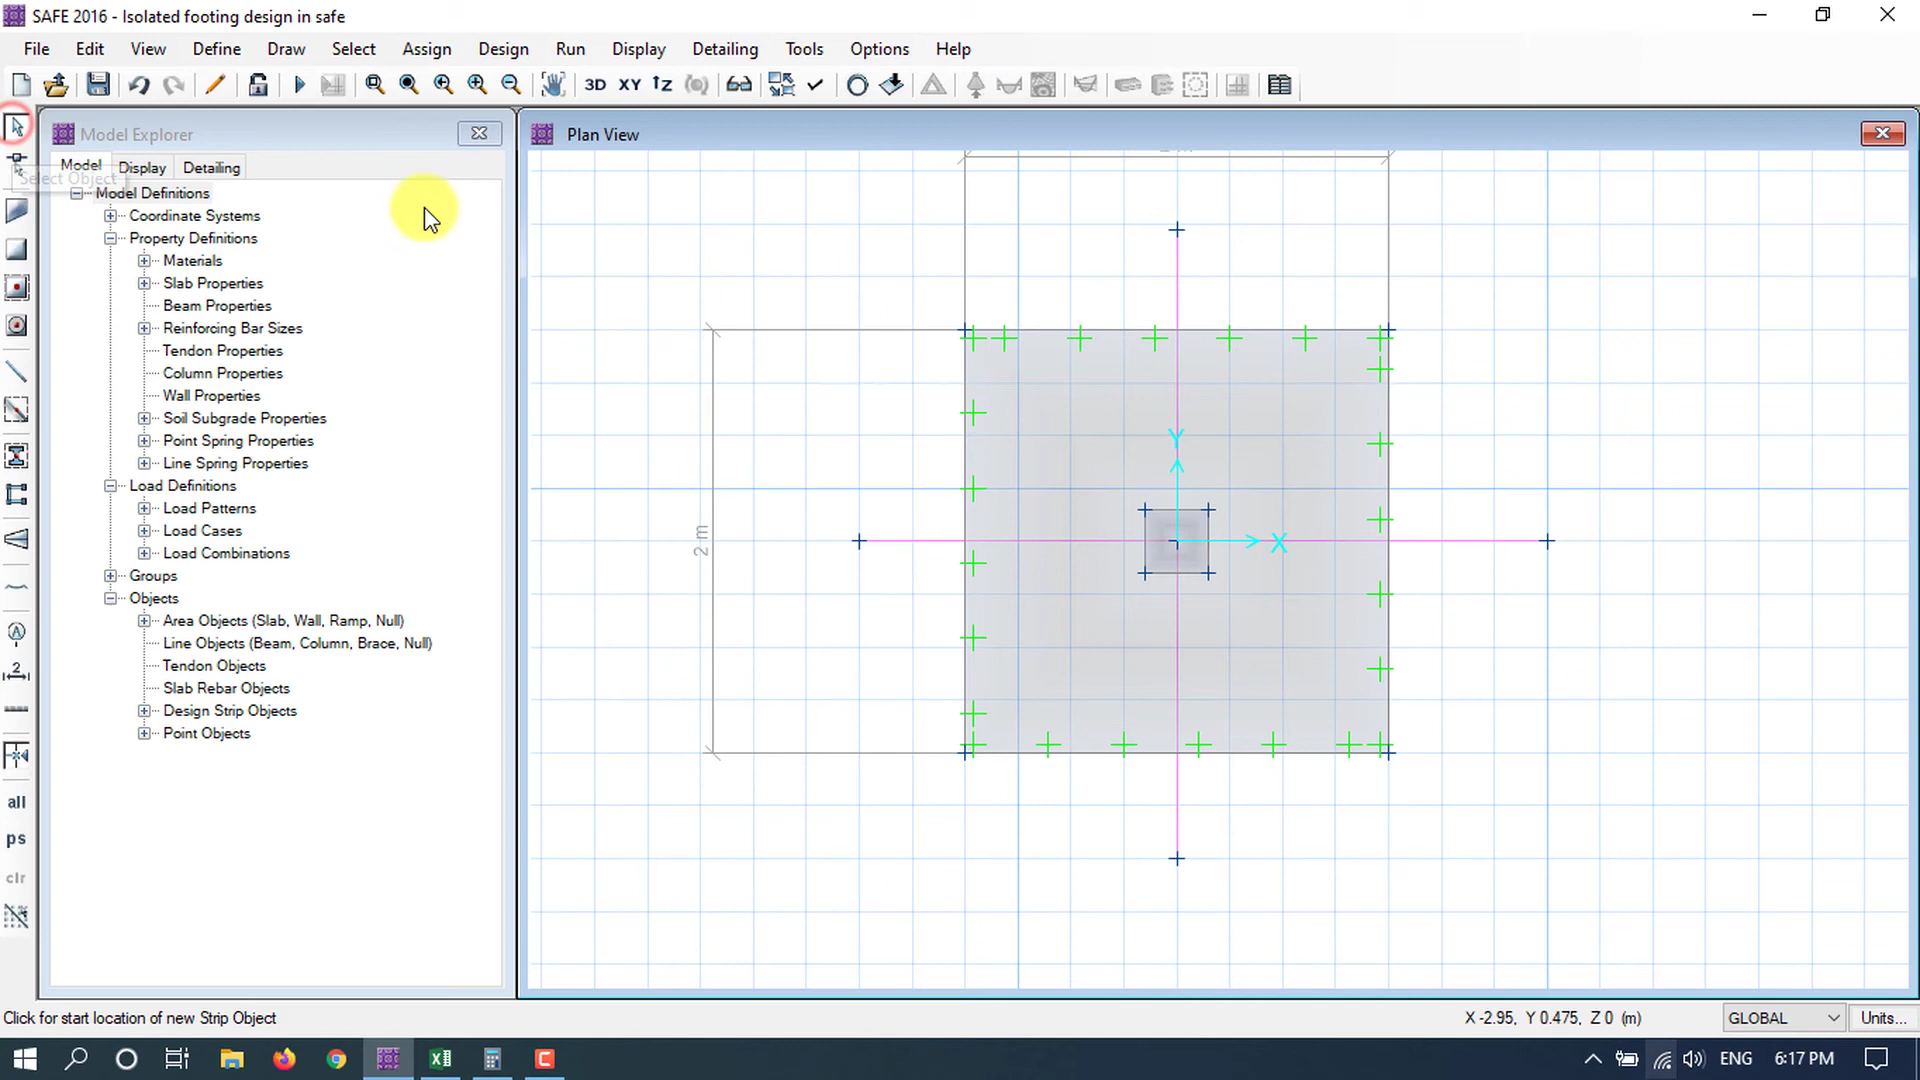 SAFE 2016 - Isolated footing design in safe
File Edit View Define Draw Select Assign Design Run Display Detailing Tools Options Help
3D XY
Model Explorer
Plan View
Model Display Detailing
Select Object
Model Definitions
Coordinate Systems
Property Definitions
Materials
Slab Properties
Beam Properties
Reinforcing Bar Sizes
Tendon Properties
Column Properties
Wall Properties
Soil Subgrade Properties
Point Spring Properties
Line Spring Properties
Load Definitions
Load Patterns
Load Cases
Load Combinations
Groups
Objects
Area Objects (Slab, Wall, Ramp, Null)
Line Objects (Beam, Column, Brace, Null)
Tendon Objects
Slab Rebar Objects
Design Strip Objects
Point Objects
Y
X
2 m
all
ps
clr
Click for start location of new Strip Object
X -2.95, Y 0.475, Z 0 (m)
GLOBAL
Units...
ENG
6:17 PM